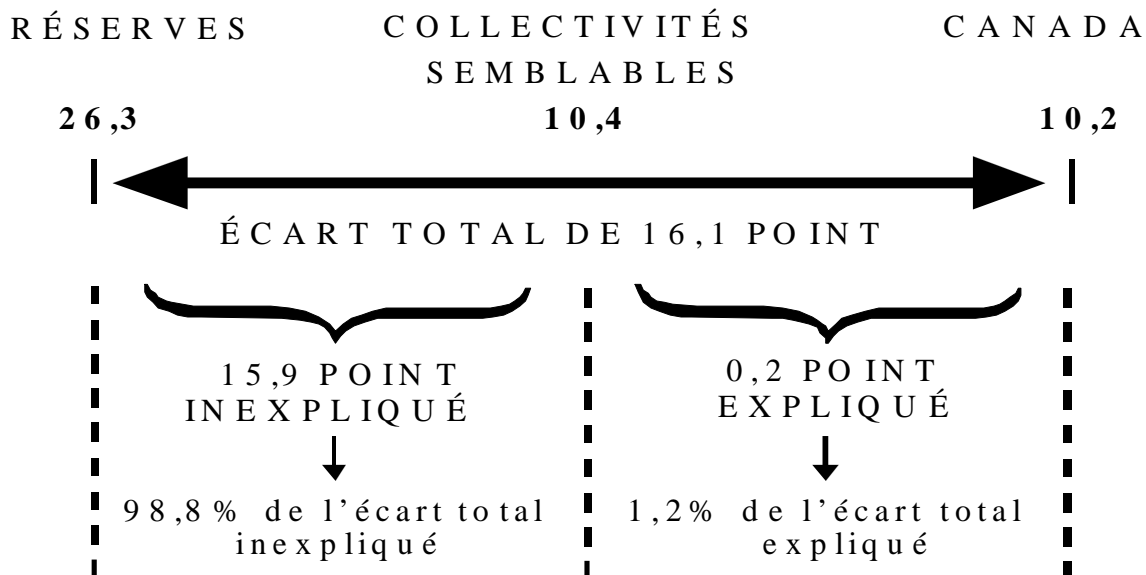 RÉSERVES COLLECTIVITÉS CANADA
SEMBLABLES
26,3 10,4 10,2
ÉCART TOTAL DE 16,1 POINT
15,9 POINT 0,2 POINT
INEXPLIQUÉ EXPLIQUÉ
98,8% de l'écart total 1,2% de l'écart total
inexpliqué expliqué